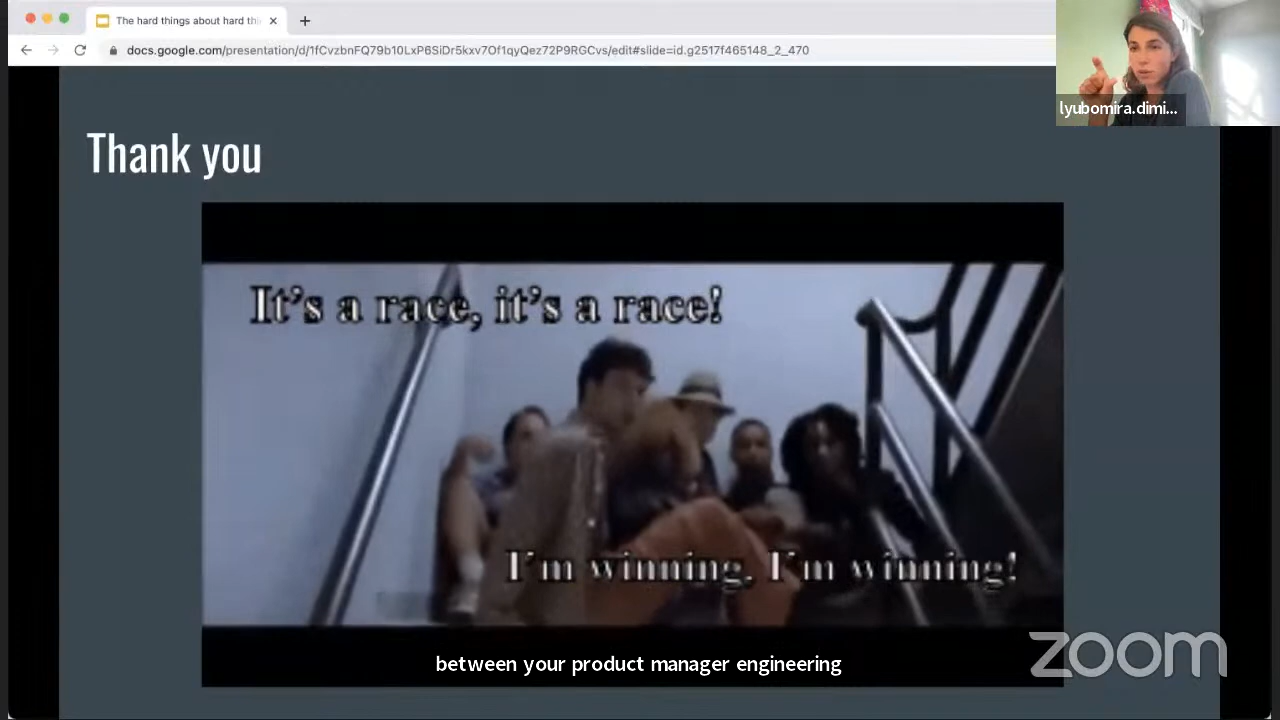 The hard things about hard thi
docs.google.com/presentation/d/1fCvzbnFQ79b10LxP6SiDr5kxv7Of1qyQez72P9RGCvs/edit#slide=id.g2517f465148_2_470
lyubomira.dimi...
Thank you
It's a race, it's a race!
I'm winning, I'm winning!
between your product manager engineering
zoom